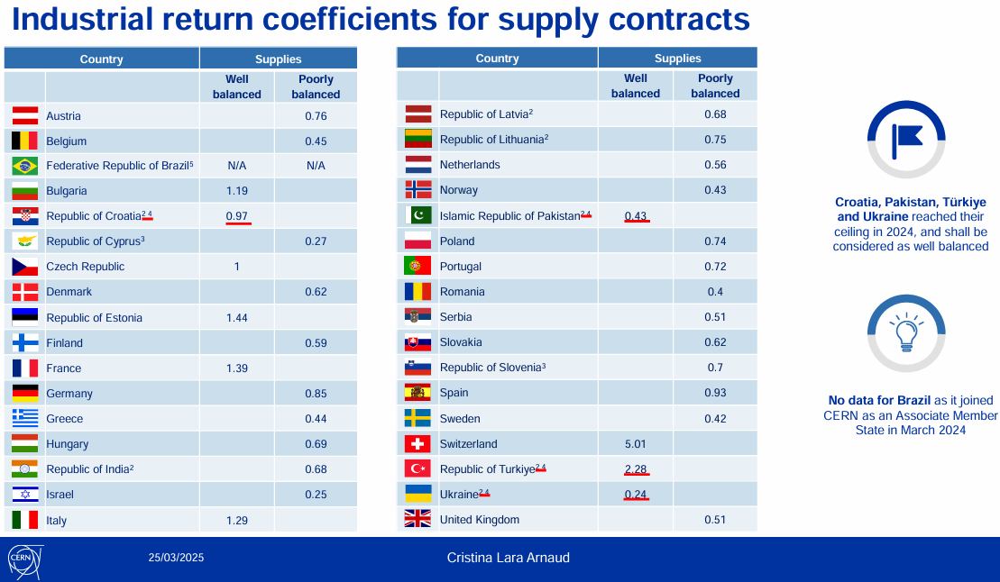 Industrial return coefficients for supply contracts
Country Supplies
Well balanced Poorly balanced
Austria 0.76
Belgium 0.45
Federative Republic of Brazil⁵ N/A N/A
Bulgaria 1.19
Republic of Croatia² ⁴ 0.97
Republic of Cyprus³ 0.27
Czech Republic 1
Denmark 0.62
Republic of Estonia 1.44
Finland 0.59
France 1.39
Germany 0.85
Greece 0.44
Hungary 0.69
Republic of India² 0.68
Israel 0.25
Italy 1.29
Country Supplies
Well balanced Poorly balanced
Republic of Latvia² 0.68
Republic of Lithuania² 0.75
Netherlands 0.56
Norway 0.43
Islamic Republic of Pakistan² ⁴ 0.43
Poland 0.74
Portugal 0.72
Romania 0.4
Serbia 0.51
Slovakia 0.62
Republic of Slovenia³ 0.7
Spain 0.93
Sweden 0.42
Switzerland 5.01
Republic of Turkiye² ⁴ 2.28
Ukraine² ⁴ 0.24
United Kingdom 0.51
Croatia, Pakistan, Türkiye
and Ukraine reached their
ceiling in 2024, and shall be
considered as well balanced
No data for Brazil as it joined
CERN as an Associate Member
State in March 2024
CERN
25/03/2025
Cristina Lara Arnaud